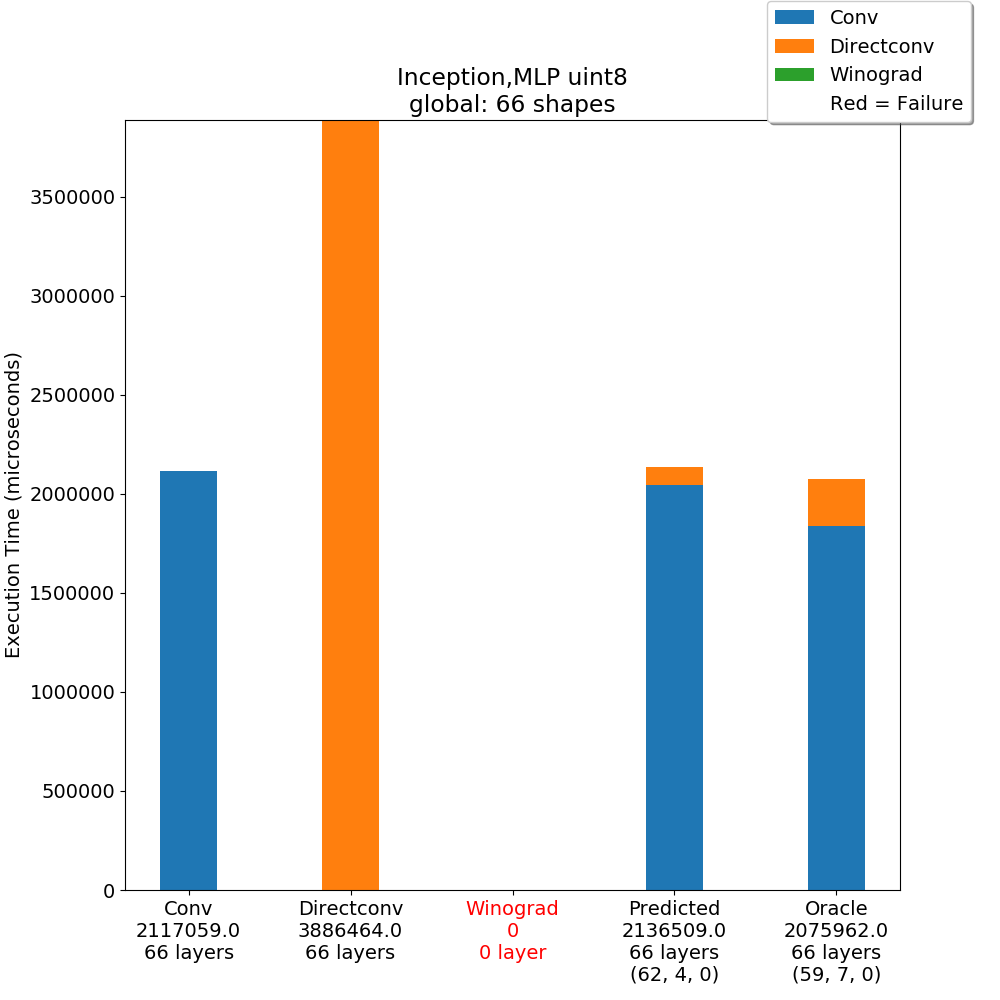 Conv
Directconv
Winograd
Red = Failure
Inception,MLP uint8
global: 66 shapes
Execution Time (microseconds)
3500000
3000000
2500000
2000000
1500000
1000000
500000
0
Conv
2117059.0
66 layers
Directconv
3886464.0
66 layers
Winograd
0
0 layer
Predicted
2136509.0
66 layers
(62, 4, 0)
Oracle
2075962.0
66 layers
(59, 7, 0)